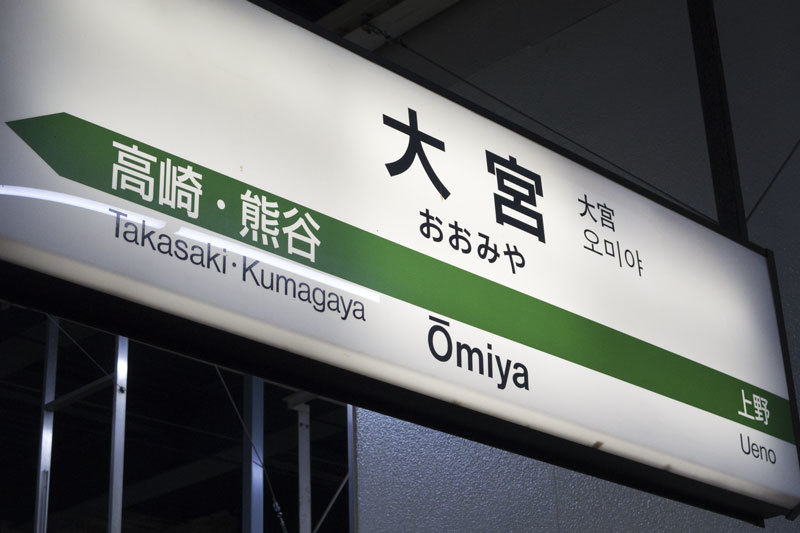 大宮
おおみや
Ōmiya
大宮
오미야
高崎・熊谷
Takasaki・Kumagaya
上野
Ueno